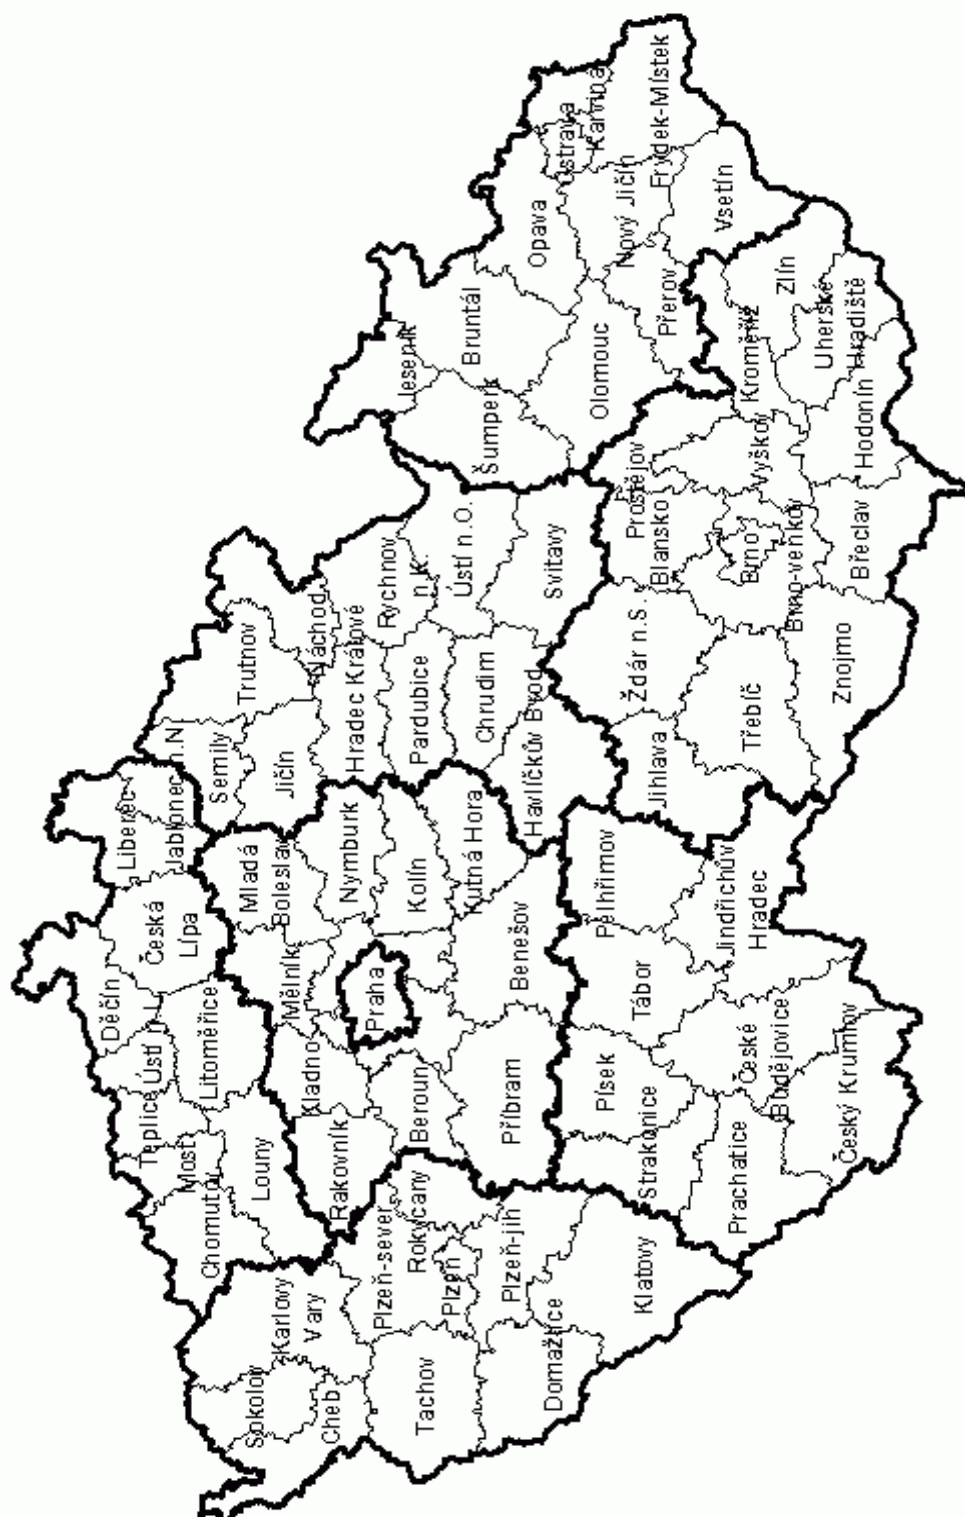 Děčín
Liberec
Jablonec n.N
Teplice
Ústí n.L
Česká
Lípa
Most
Litoměřice
Semily
Trutnov
Chomutov
Louny
Mladá
Boleslav
Jičín
Náchod
Sokolov
Karlovy
Vary
Mělník
Hradec Králové
Rychnov
n.K.
Jeseník
Cheb
Rakovník
Kladno
Praha
Nymburk
Pardubice
Ústí n.O.
Šumperk
Bruntál
Opava
Ostrava
Karviná
Plzeň-sever
Rokycany
Beroun
Kolín
Tachov
Plzeň
Kutná Hora
Chrudim
Svitavy
Olomouc
Nový Jičín
Frýdek-Místek
Plzeň-jih
Příbram
Benešov
Havlíčkův Brod
Přerov
Vsetín
Domažlice
Klatovy
Písek
Strakonice
Tábor
Pelhřimov
Jihlava
Žďár n.S.
Blansko
Prostějov
Kroměříž
Zlín
Prachatice
České
Budějovice
Jindřichův
Hradec
Třebíč
Brno
Brno-venkov
Vyškov
Uherské
Hradiště
Český Krumlov
Znojmo
Břeclav
Hodonín